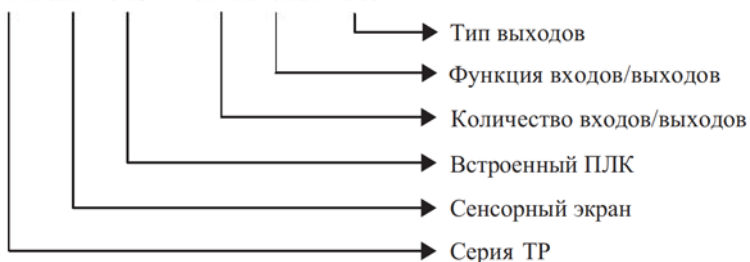 Тип выходов
Функция входов/выходов
Количество входов/выходов
Встроенный ПЛК
Сенсорный экран
Серия ТР